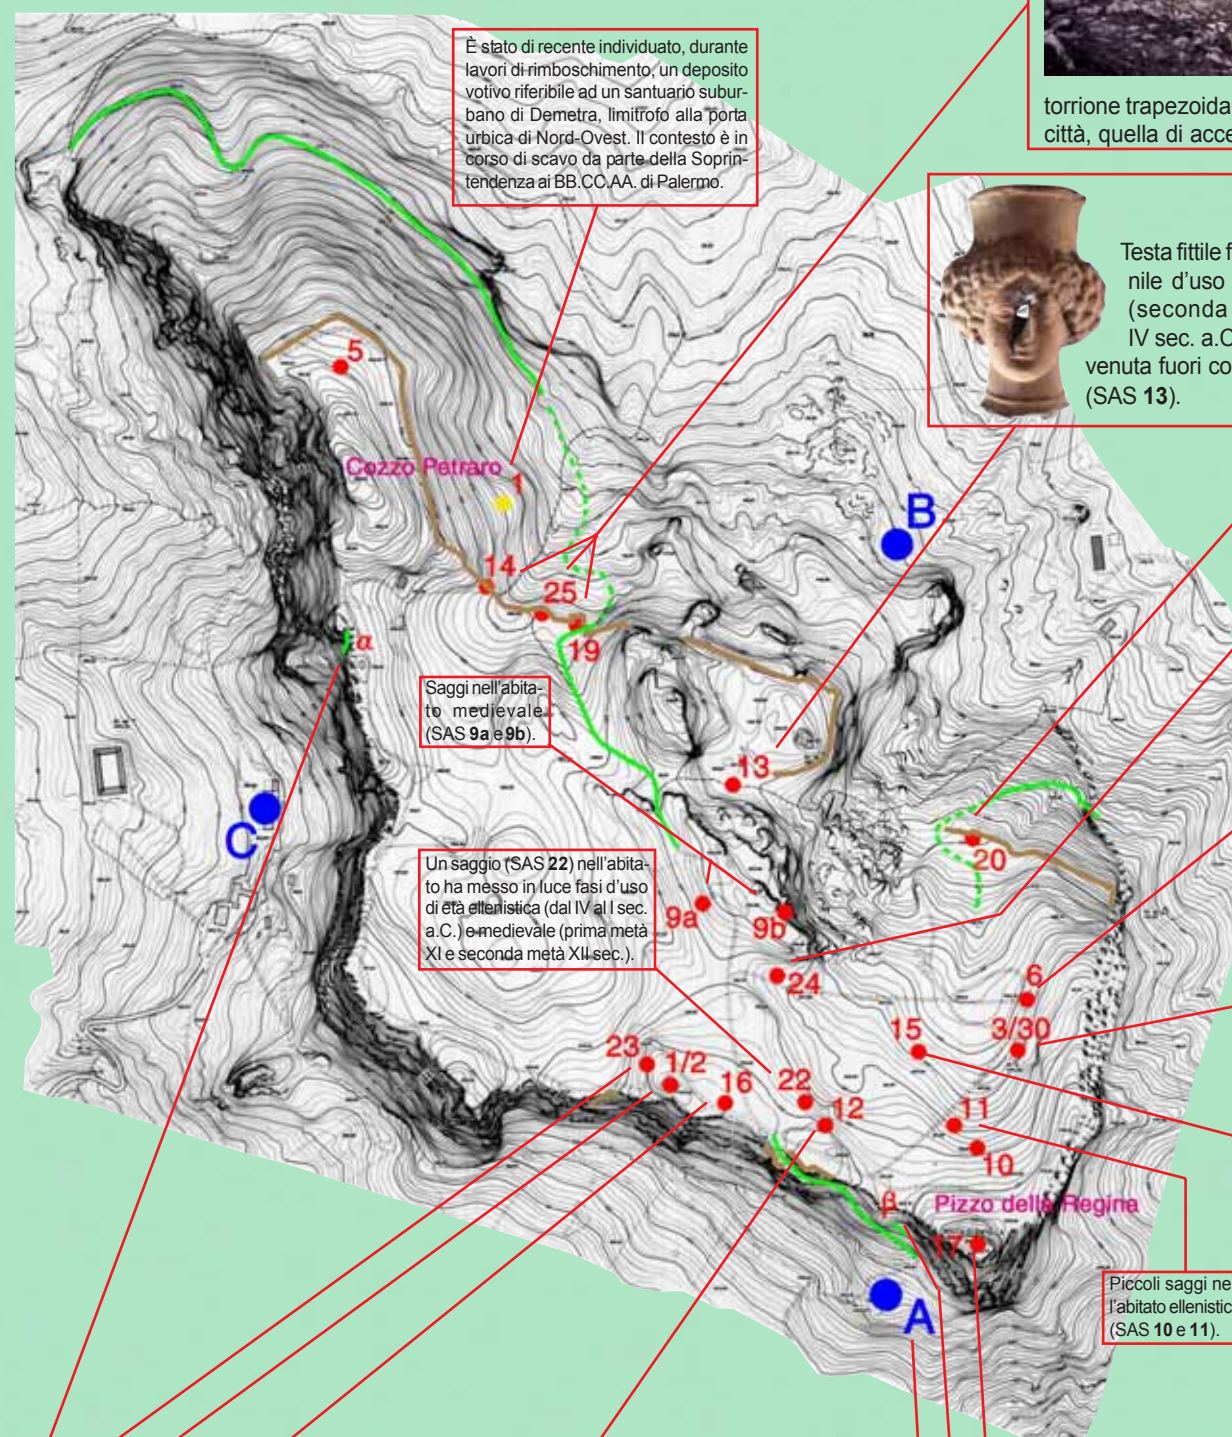 È stato di recente individuato, durante
lavori di rimboschimento, un deposito
votivo riferibile ad un santuario subur-
bano di Demetra, limitrofo alla porta
urbica di Nord-Ovest. Il contesto è in
corso di scavo da parte della Soprin-
tendenza ai BB.CC.AA. di Palermo.
torrione trapezoida
città, quella di acce
Testa fittile f
nile d'uso
(seconda
IV sec. a.C
venuta fuori co
(SAS 13).
5
Cozzo Petraro
1
B
14
25
19
α
Saggi nell'abita-
to medievale
(SAS 9a e 9b).
13
C
20
Un saggio (SAS 22) nell'abita-
to ha messo in luce fasi d'uso
di età ellenistica (dal IV al I sec.
a.C.) e medievale (prima metà
XI e seconda metà XII sec.).
9a
9b
24
6
15
3/30
23
1/2
16
22
12
11
10
β
Pizzo della Regina
17
A
Piccoli saggi ne
l'abitato ellenistic
(SAS 10 e 11).